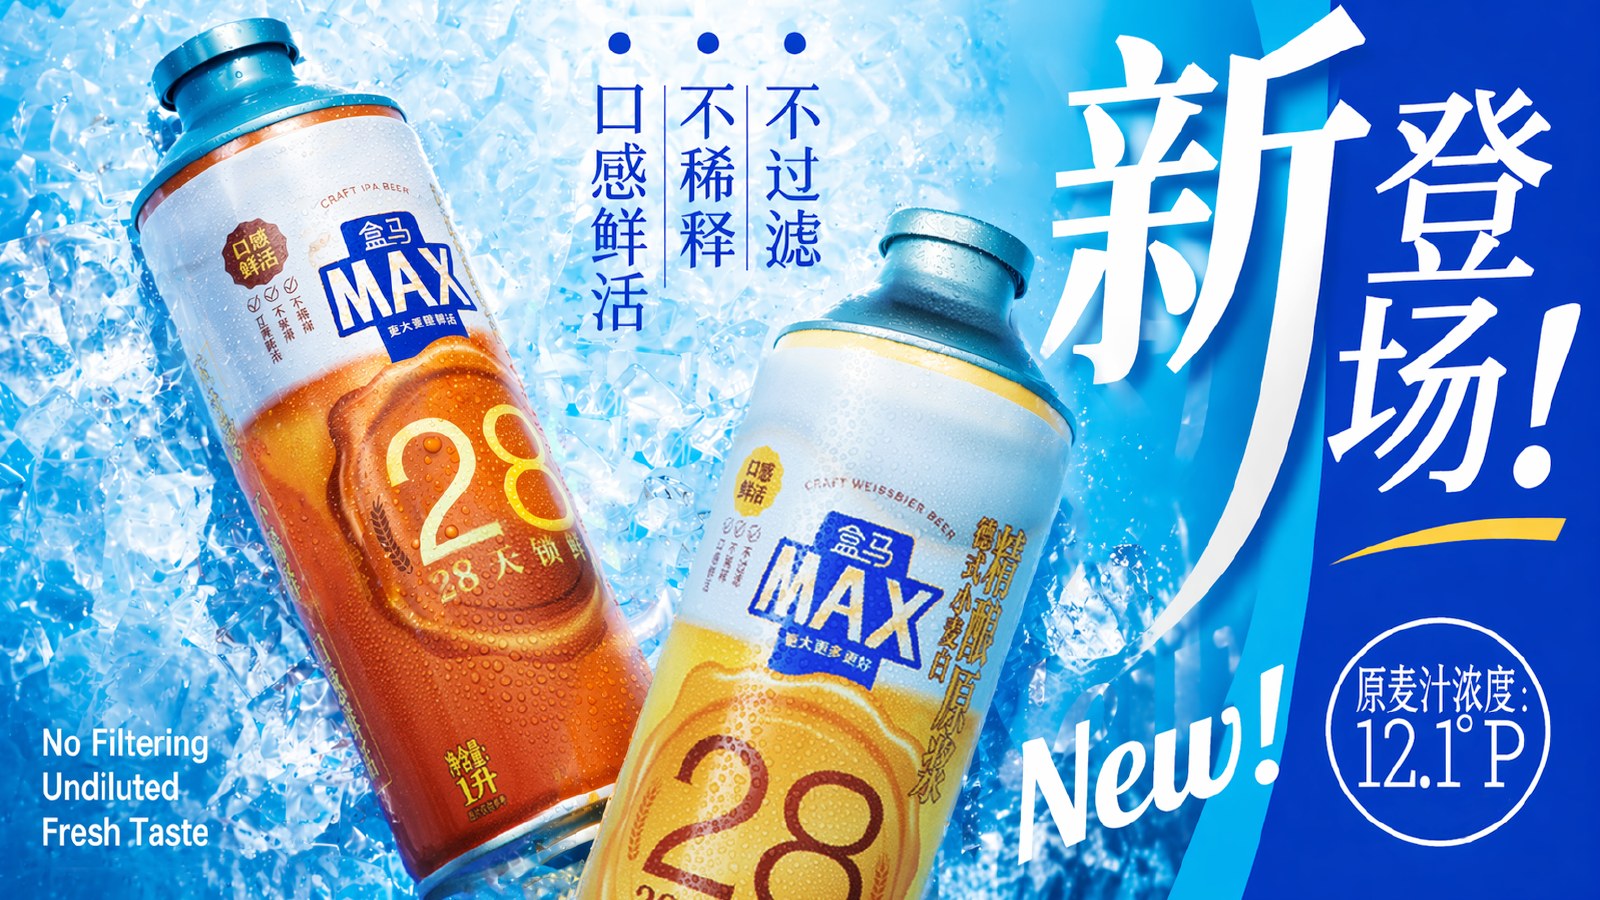 不过滤
不稀释
口感鲜活
新登场!
New!
原麦汁浓度:
12.1°P
No Filtering
Undiluted
Fresh Taste
CRAFT IPA BEER
口感
鲜活
盒马
MAX
28
28天锁鲜
净含量:
1升
CRAFT WEISSBIER BEER
口感
鲜活
盒马
MAX
更大更多更好
精酿原浆
德式小麦白
28